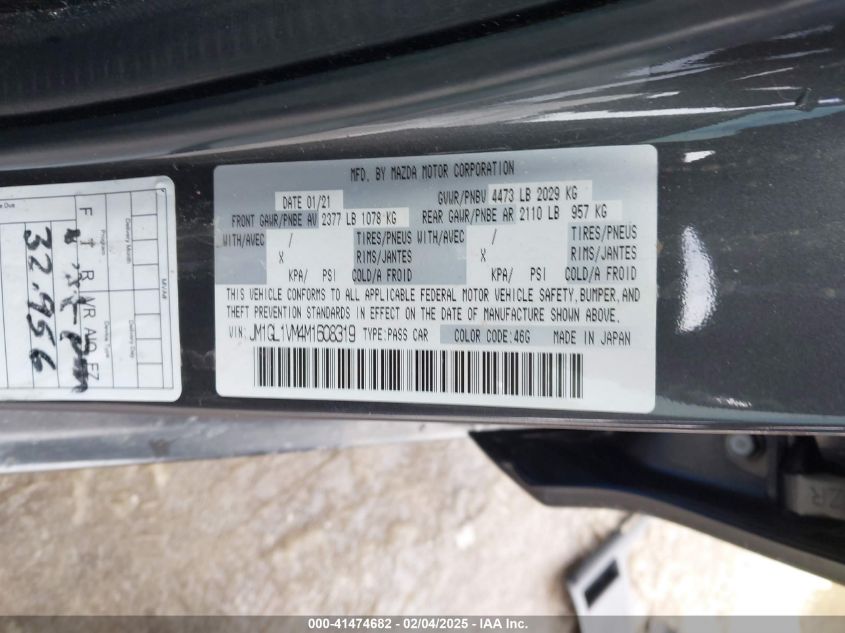 MFD. BY MAZDA MOTOR CORPORATION
DATE 01/21 GVWR/PNBV 4473 LB 2029 KG
FRONT GAWR/PNBE AV 2377 LB 1078 KG REAR GAWR/PNBE AR 2110 LB 957 KG
WITH/AVEC / TIRES/PNEUS WITH/AVEC / TIRES/PNEUS
X RIMS/JANTES X RIMS/JANTES
KPA/ PSI COLD/A FROID KPA/ PSI COLD/A FROID
THIS VEHICLE CONFORMS TO ALL APPLICABLE FEDERAL MOTOR VEHICLE SAFETY, BUMPER, AND
THEFT PREVENTION STANDARDS IN EFFECT ON THE DATE OF MANUFACTURE SHOWN ABOVE.
VIN: JM1GL1VM4M1608319 TYPE:PASS CAR COLOR CODE:46G MADE IN JAPAN
32.956
000-41474682 - 02/04/2025 - IAA Inc.